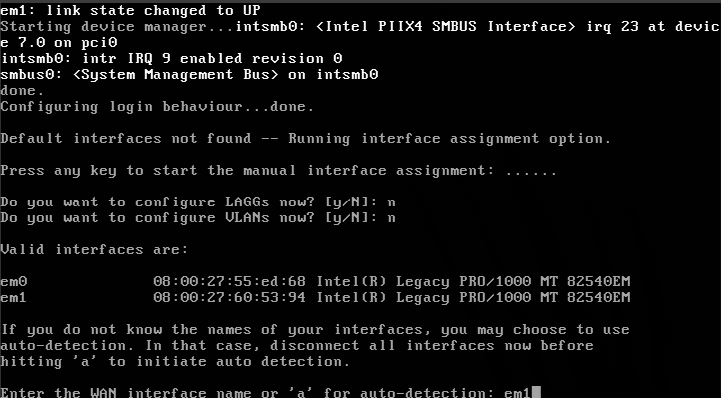 em1: link state changed to UP
Starting device manager...intsmb0: <Intel PIIX4 SMBUS Interface> irq 23 at devic
e 7.0 on pci0
intsmb0: intr IRQ 9 enabled revision 0
smbus0: <System Management Bus> on intsmb0
done.
Configuring login behaviour...done.
Default interfaces not found -- Running interface assignment option.
Press any key to start the manual interface assignment: ......
Do you want to configure LAGGs now? [y/N]: n
Do you want to configure VLANs now? [y/N]: n
Valid interfaces are:
em0 08:00:27:55:ed:68 Intel(R) Legacy PRO/1000 MT 82540EM
em1 08:00:27:60:53:94 Intel(R) Legacy PRO/1000 MT 82540EM
If you do not know the names of your interfaces, you may choose to use
auto-detection. In that case, disconnect all interfaces now before
hitting 'a' to initiate auto detection.
Enter the WAN interface name or 'a' for auto-detection: em1